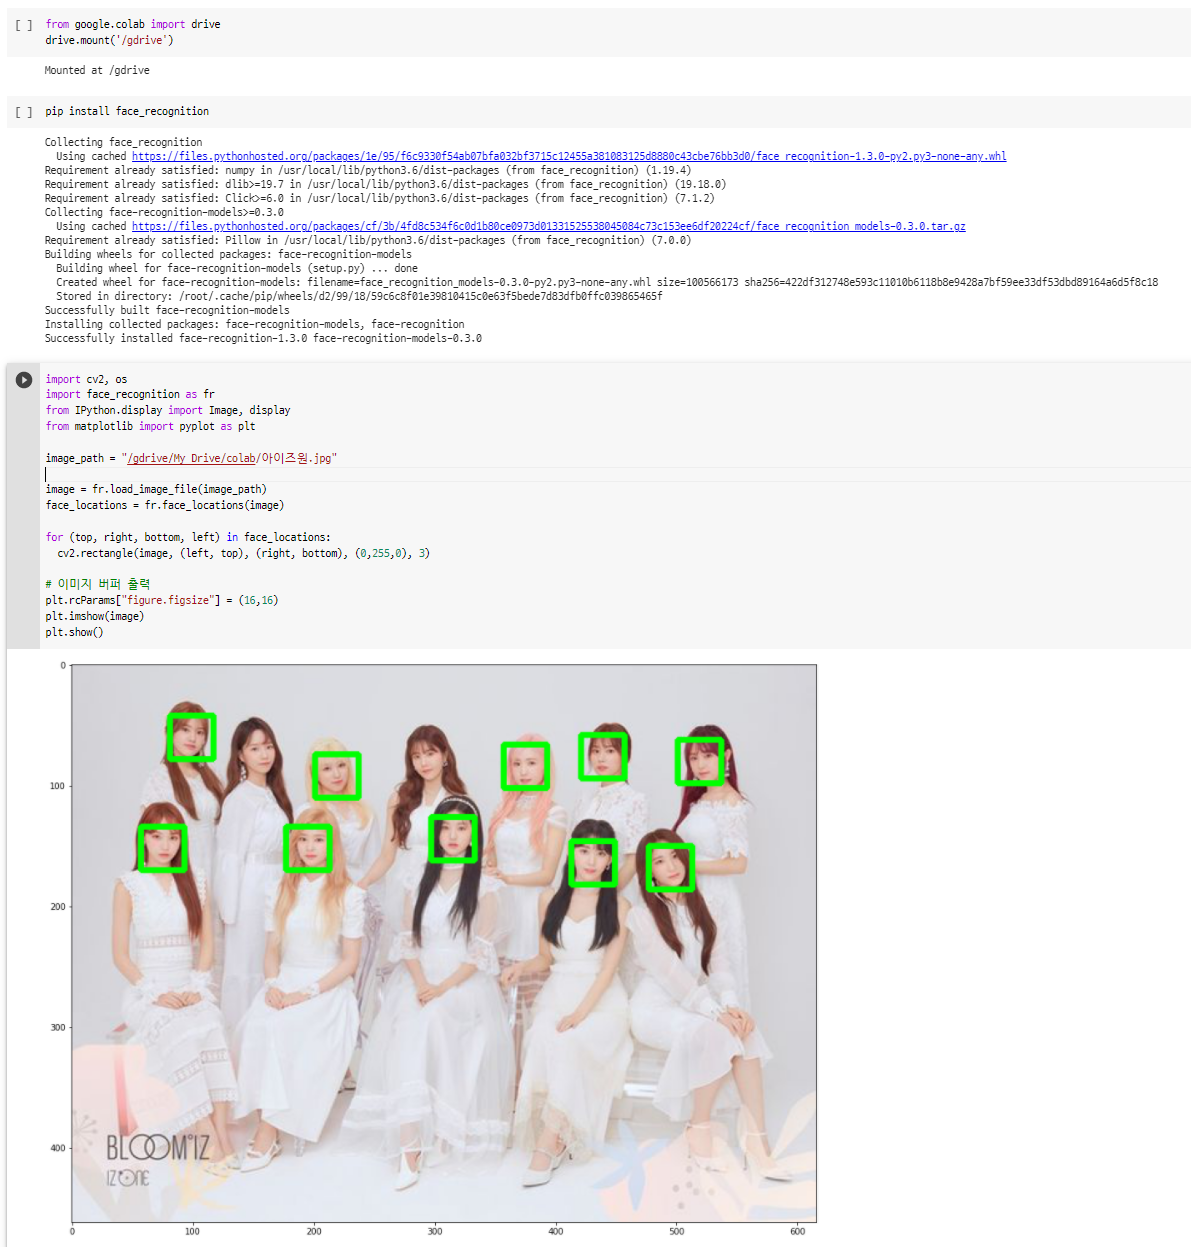 [ ] from google.colab import drive
drive.mount('/gdrive')
Mounted at /gdrive
[ ] pip install face_recognition
Collecting face_recognition
Using cached https://files.pythonhosted.org/packages/1e/95/f6c9330f54ab07bfa032bf3715c12455a381083125d8880c43cbe76bb3d0/face_recognition-1.3.0-py2.py3-none-any.whl
Requirement already satisfied: numpy in /usr/local/lib/python3.6/dist-packages (from face_recognition) (1.19.4)
Requirement already satisfied: dlib>=19.7 in /usr/local/lib/python3.6/dist-packages (from face_recognition) (19.18.0)
Requirement already satisfied: Click>=6.0 in /usr/local/lib/python3.6/dist-packages (from face_recognition) (7.1.2)
Collecting face-recognition-models>=0.3.0
Using cached https://files.pythonhosted.org/packages/cf/3b/4fd8c534f6c0d1b80ce0973d01331525538045084c73c153ee6df20224cf/face_recognition_models-0.3.0.tar.gz
Requirement already satisfied: Pillow in /usr/local/lib/python3.6/dist-packages (from face_recognition) (7.0.0)
Building wheels for collected packages: face-recognition-models
Building wheel for face-recognition-models (setup.py) ... done
Created wheel for face-recognition-models: filename=face_recognition_models-0.3.0-py2.py3-none-any.whl size=100566173 sha256=422df312748e593c11010b6118b8e9428a7bf59ee33df53dbd89164a6d5f8c18
Stored in directory: /root/.cache/pip/wheels/d2/99/18/59c6c8f01e39810415c0e63f5bede7d83dfb0ffc039865465f
Successfully built face-recognition-models
Installing collected packages: face-recognition-models, face-recognition
Successfully installed face-recognition-1.3.0 face-recognition-models-0.3.0
import cv2, os
import face_recognition as fr
from IPython.display import Image, display
from matplotlib import pyplot as plt
image_path = "/gdrive/My Drive/colab/아이즈원.jpg"
image = fr.load_image_file(image_path)
face_locations = fr.face_locations(image)
for (top, right, bottom, left) in face_locations:
cv2.rectangle(image, (left, top), (right, bottom), (0,255,0), 3)
# 이미지 버퍼 출력
plt.rcParams["figure.figsize"] = (16,16)
plt.imshow(image)
plt.show()
0
100
200
300
400
BLOOM*IZ
IZ*ONE
0 100 200 300 400 500 600